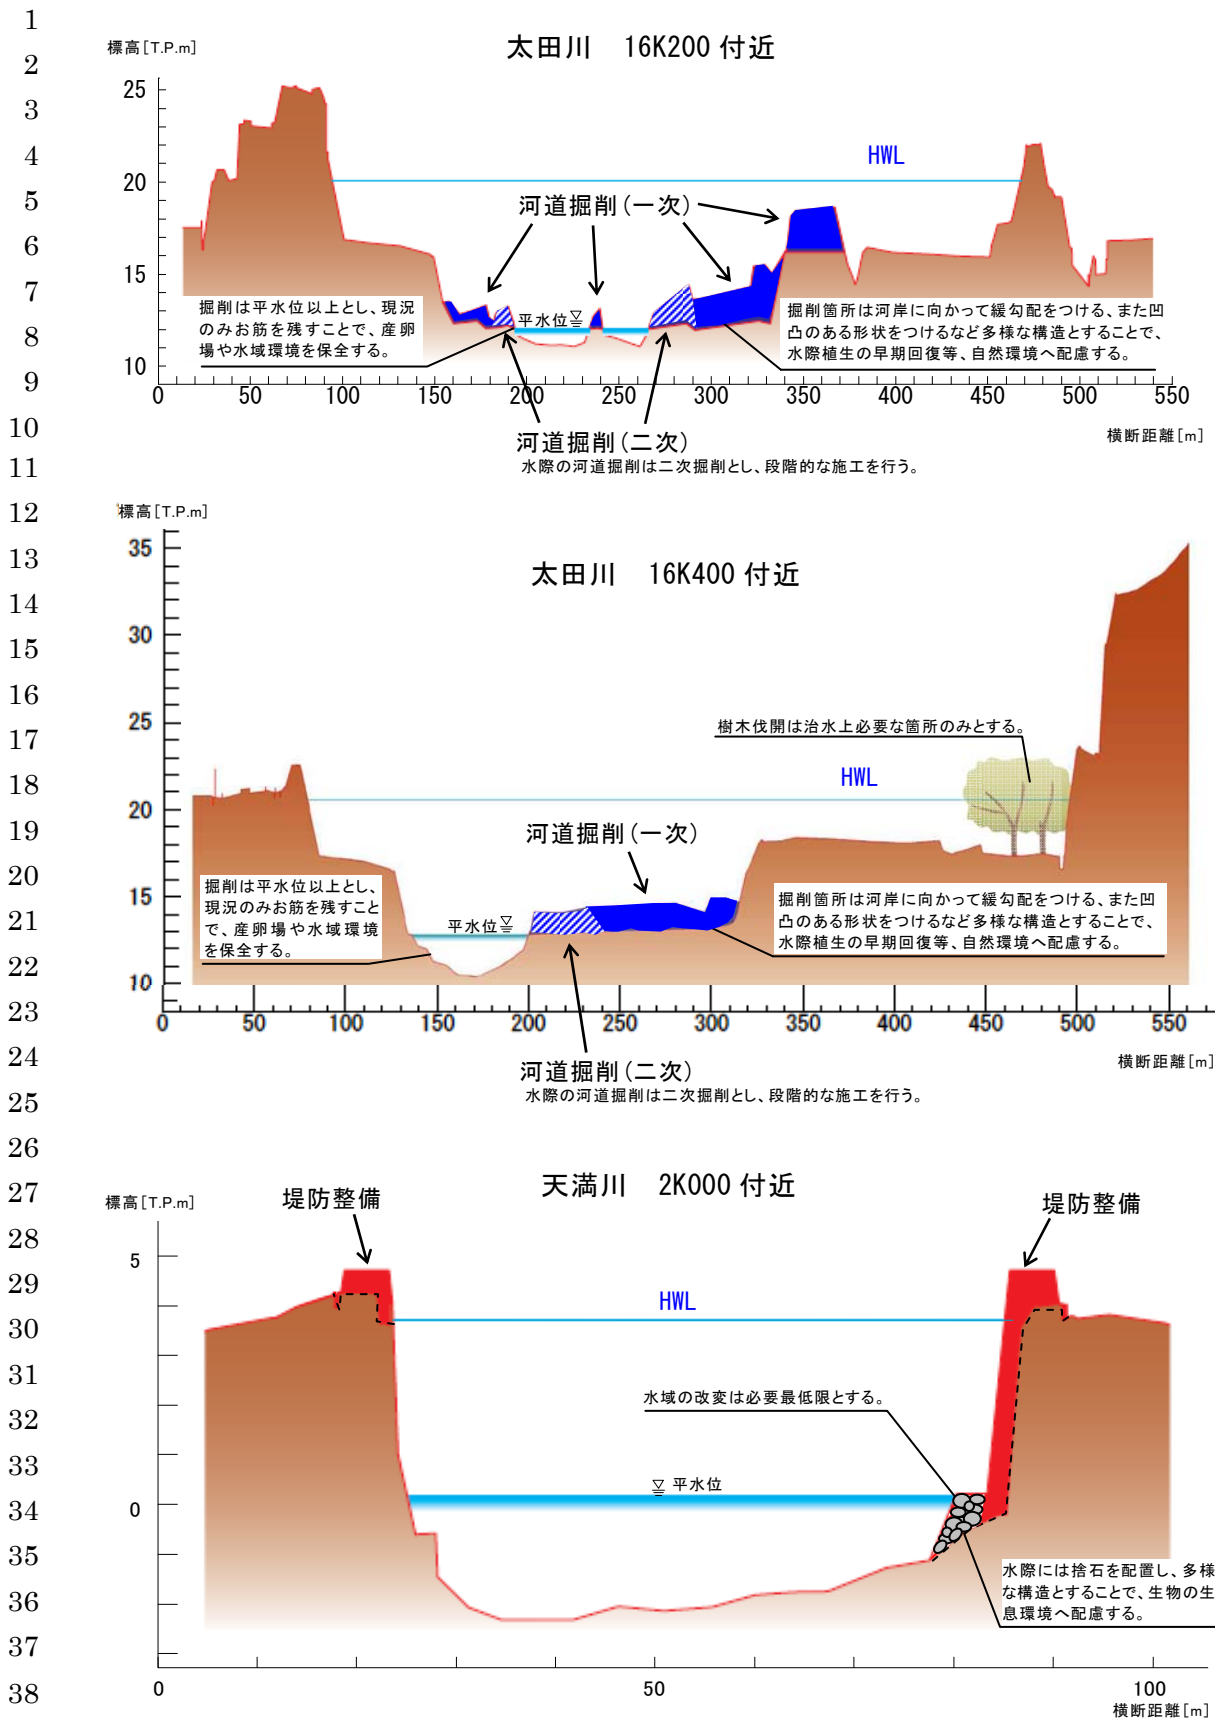 1
2
3
4
5
6
7
8
9
10
11
12
13
14
15
16
17
18
19
20
21
22
23
24
25
26
27
28
29
30
31
32
33
34
35
36
37
38
太田川 16K200 付近
標高[T.P.m]
25
20
15
10
HWL
河道掘削(一次)
掘削は平水位以上とし、現況
のみお筋を残すことで、産卵
場や水域環境を保全する。
平水位
掘削箇所は河岸に向かって緩勾配をつける、また凹
凸のある形状をつけるなど多様な構造とすることで、
水際植生の早期回復等、自然環境へ配慮する。
0 50 100 150 200 250 300 350 400 450 500 550
横断距離[m]
河道掘削(二次)
水際の河道掘削は二次掘削とし、段階的な施工を行う。
標高[T.P.m]
太田川 16K400 付近
35
30
25
20
15
10
樹木伐開は治水上必要な箇所のみとする。
HWL
河道掘削(一次)
掘削は平水位以上とし、
現況のみお筋を残すこと
で、産卵場や水域環境
を保全する。
平水位
掘削箇所は河岸に向かって緩勾配をつける、また凹
凸のある形状をつけるなど多様な構造とすることで、
水際植生の早期回復等、自然環境へ配慮する。
0 50 100 150 200 250 300 350 400 450 500 550
横断距離[m]
河道掘削(二次)
水際の河道掘削は二次掘削とし、段階的な施工を行う。
天満川 2K000 付近
標高[T.P.m]
堤防整備
堤防整備
5
0
HWL
水域の改変は必要最低限とする。
平水位
水際には捨石を配置し、多様
な構造とすることで、生物の生
息環境へ配慮する。
0 50 100
横断距離[m]